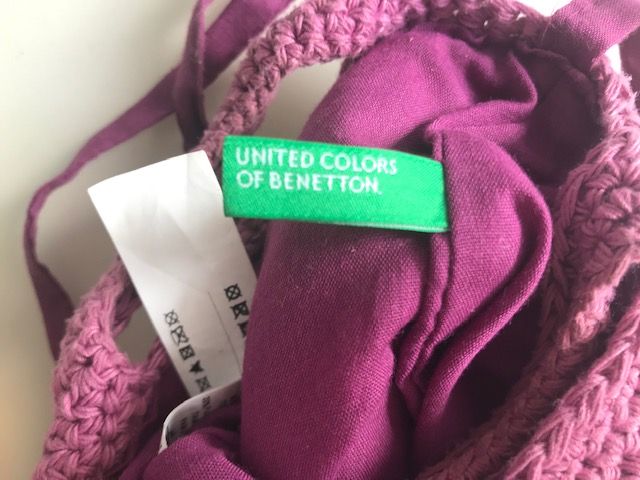 UNITED COLORS
OF BENETTON.